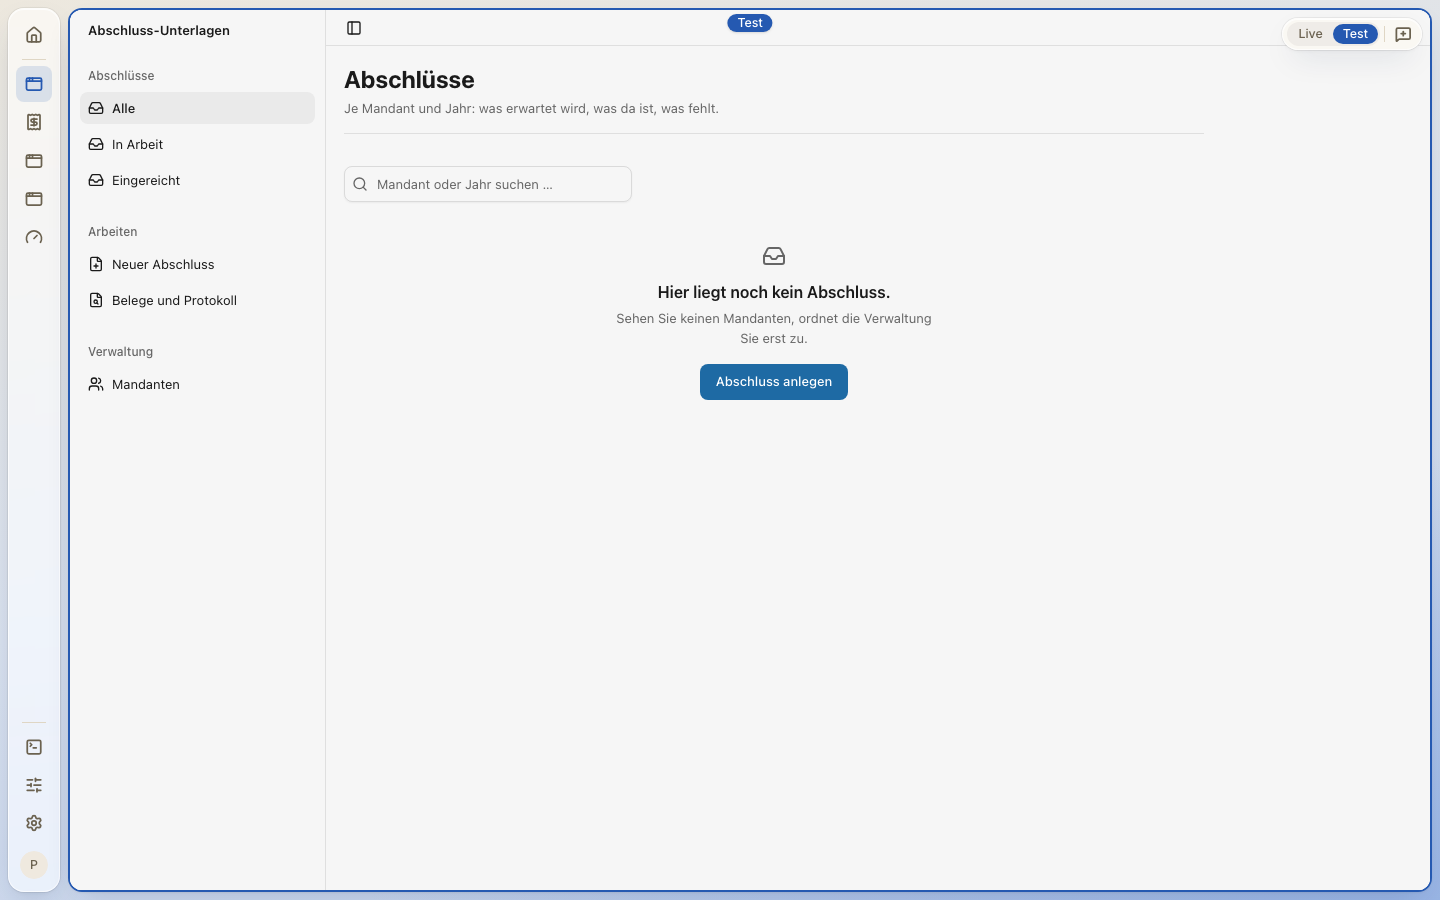 Abschluss-Unterlagen
Abschlüsse
Alle
In Arbeit
Eingereicht
Arbeiten
Neuer Abschluss
Belege und Protokoll
Verwaltung
Mandanten
P
Test
Live
Test
Abschlüsse
Je Mandant und Jahr: was erwartet wird, was da ist, was fehlt.
Mandant oder Jahr suchen ...
Hier liegt noch kein Abschluss.
Sehen Sie keinen Mandanten, ordnet die Verwaltung
Sie erst zu.
Abschluss anlegen